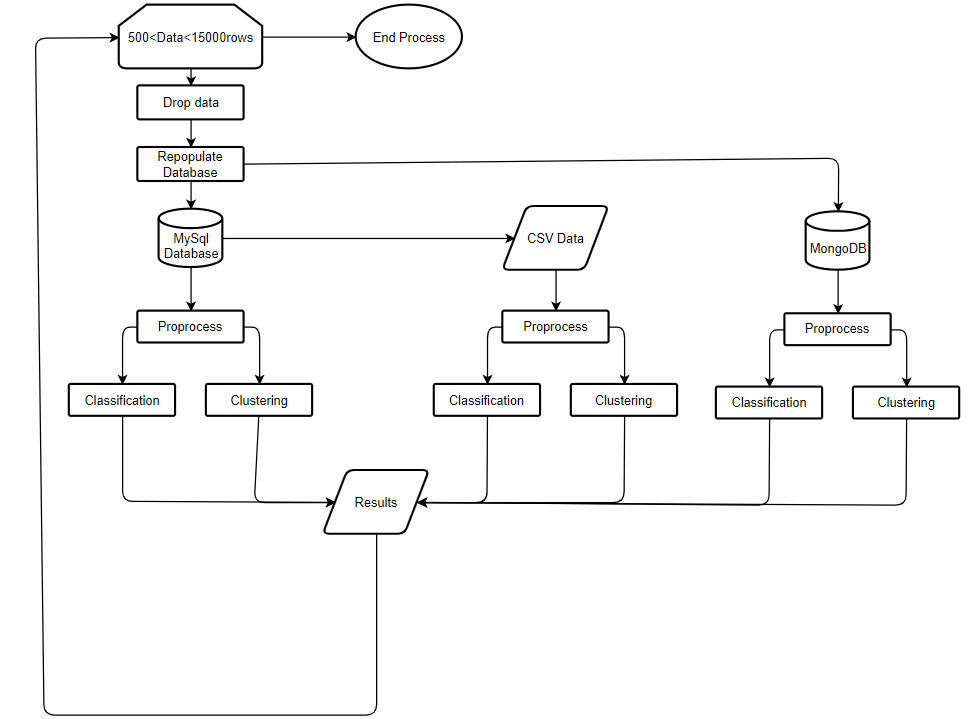 500<Data<15000rows
End Process
Drop data
Repopulate
Database
MySql
Database
CSV Data
MongoDB
Proprocess
Proprocess
Proprocess
Classification
Clustering
Classification
Clustering
Classification
Clustering
Results